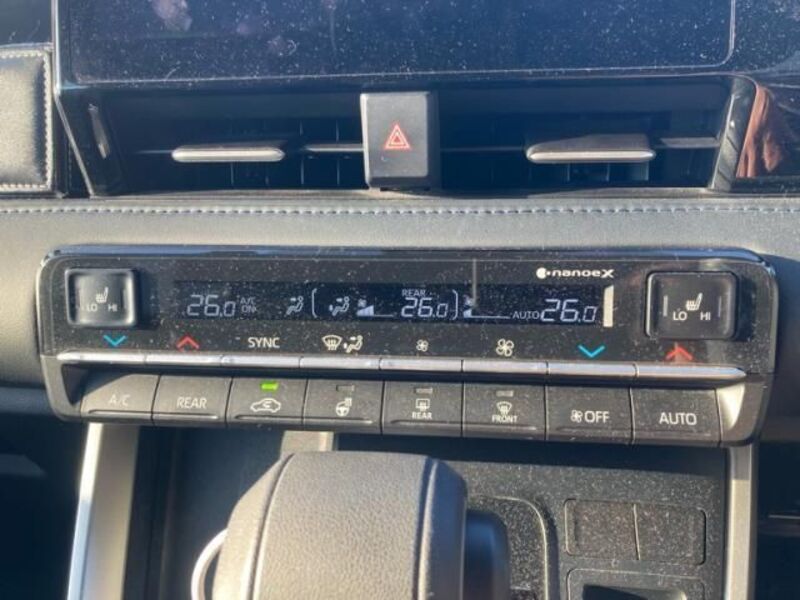 nanoeX
LO HI
26.0 A/C ON REAR 26.0 AUTO 26.0
LO HI
SYNC
A/C REAR REAR FRONT OFF AUTO